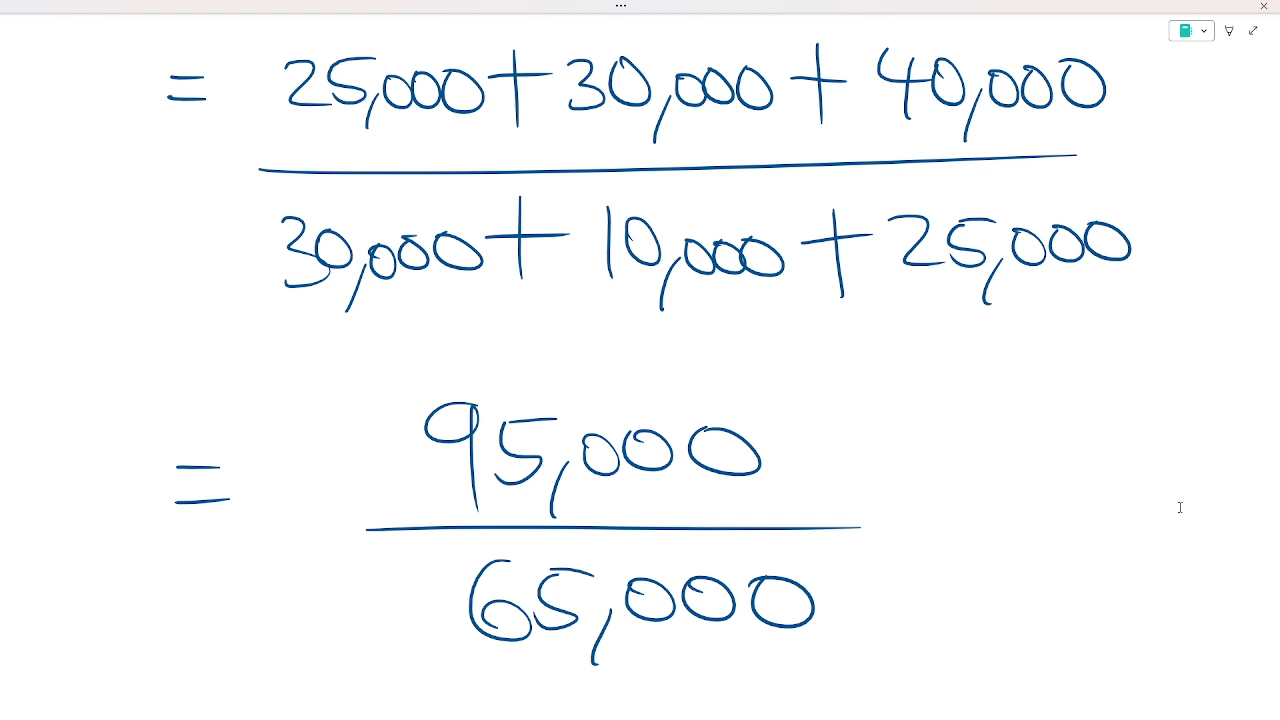 = 25,000 + 30,000 + 40,000
30,000 + 10,000 + 25,000
= 95,000
65,000